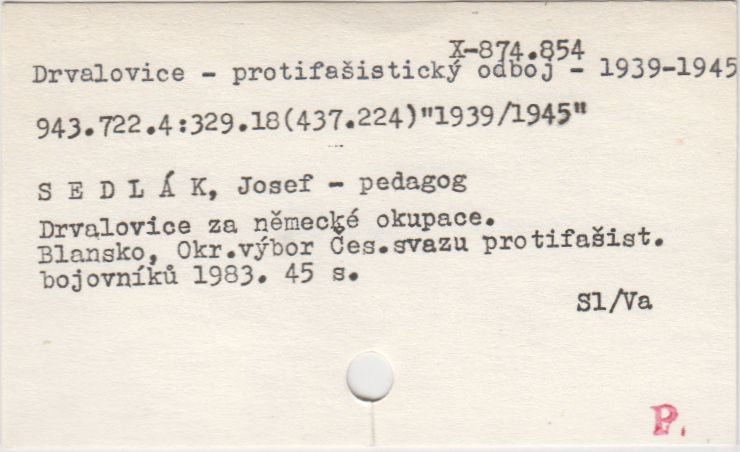 X-874.854
Drvalovice - protifašistický odboj - 1939-1945
943.722.4:329.18(437.224)"1939/1945"
S E D L Á K, Josef - pedagog
Drvalovice za německé okupace.
Blansko, Okr.výbor Čes.svazu protifašist.
bojovníků 1983. 45 s.
Sl/Va
P.